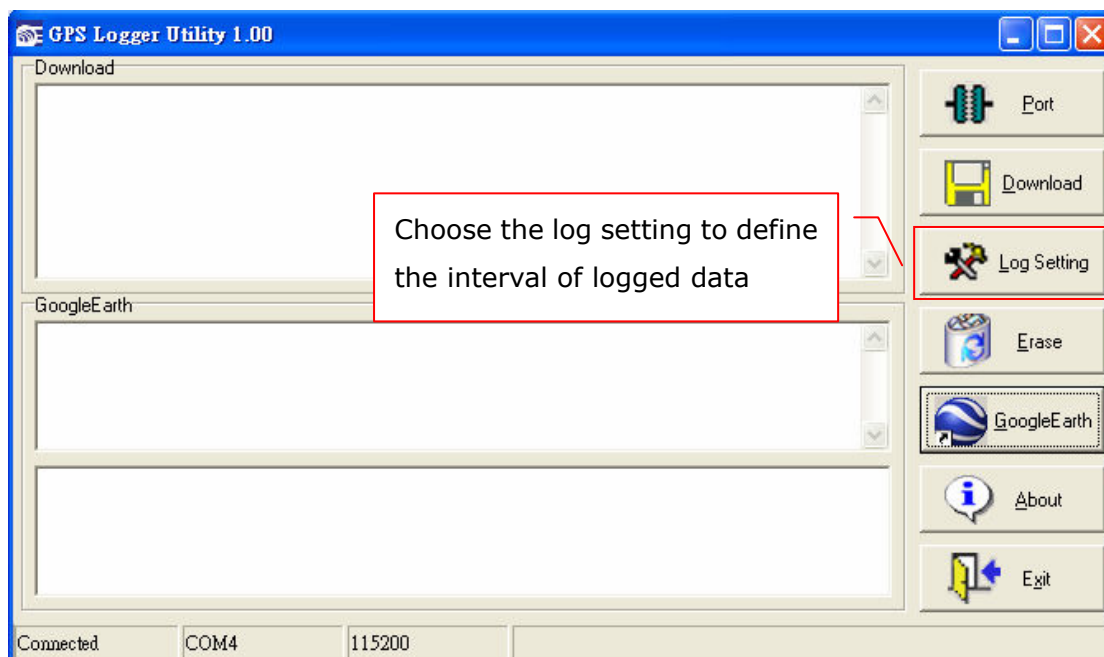 GPS Logger Utility 1.00
Download
Port
Download
Choose the log setting to define
the interval of logged data
Log Setting
GoogleEarth
Erase
GoogleEarth
About
Exit
Connected COM4 115200